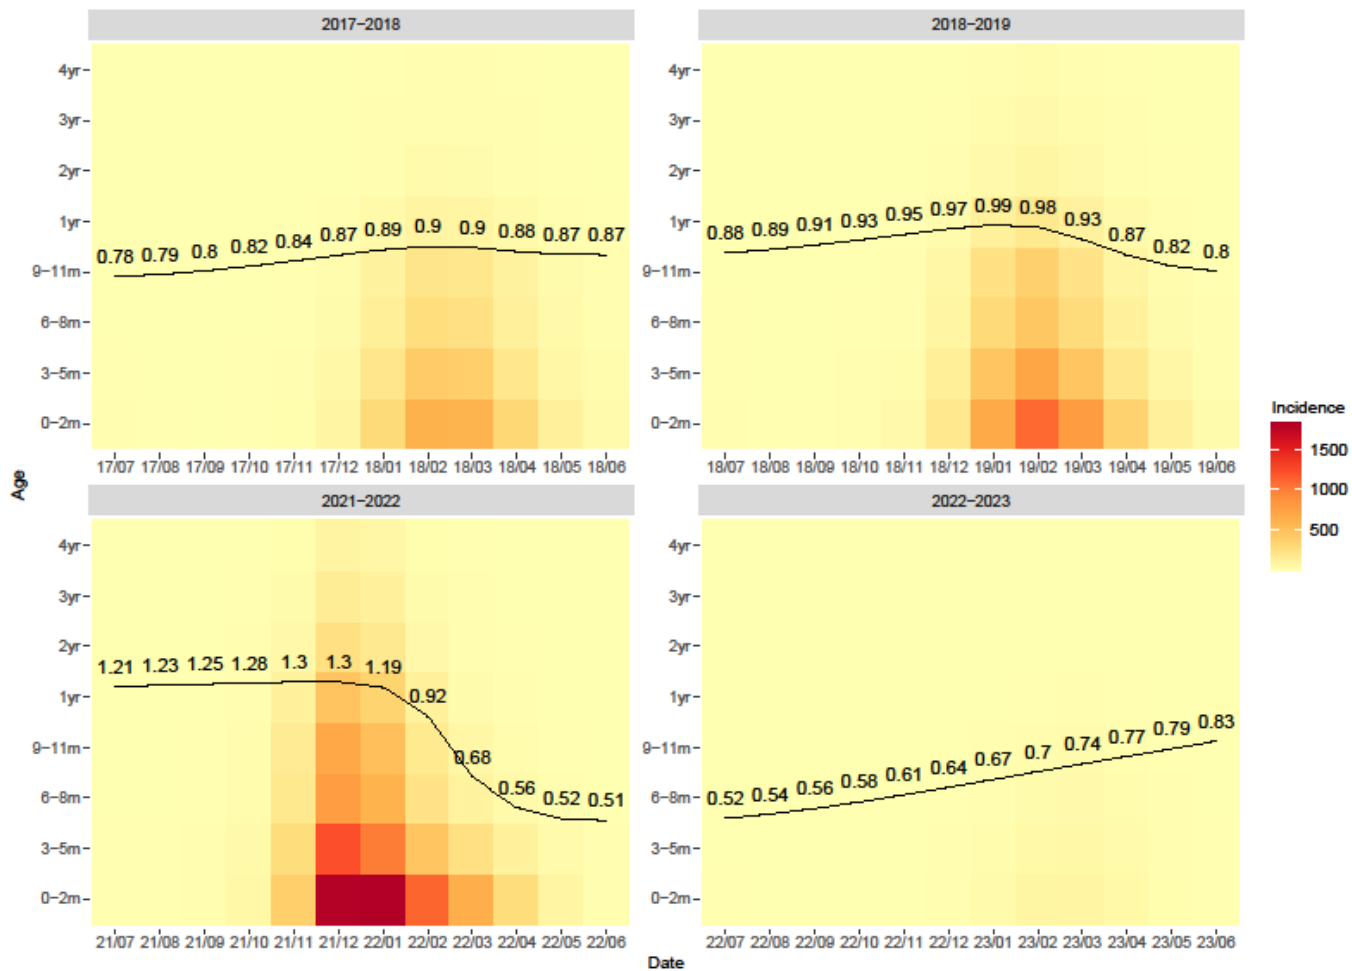 2017−2018
2018−2019
4yr
3yr
2yr
1yr
9−11m
6−8m
3−5m
0−2m
0.78 0.79 0.8 0.82 0.84 0.87 0.89 0.9 0.9 0.88 0.87 0.87
17/07 17/08 17/09 17/10 17/11 17/12 18/01 18/02 18/03 18/04 18/05 18/06
4yr
3yr
2yr
1yr
9−11m
6−8m
3−5m
0−2m
0.88 0.89 0.91 0.93 0.95 0.97 0.99 0.98 0.93 0.87 0.82 0.8
18/07 18/08 18/09 18/10 18/11 18/12 19/01 19/02 19/03 19/04 19/05 19/06
Incidence
1500
1000
500
Age
2021−2022
2022−2023
4yr
3yr
2yr
1yr
9−11m
6−8m
3−5m
0−2m
1.21 1.23 1.25 1.28 1.3 1.3 1.19 0.92 0.68 0.56 0.52 0.51
21/07 21/08 21/09 21/10 21/11 21/12 22/01 22/02 22/03 22/04 22/05 22/06
4yr
3yr
2yr
1yr
9−11m
6−8m
3−5m
0−2m
0.52 0.54 0.56 0.58 0.61 0.64 0.67 0.7 0.74 0.77 0.79 0.83
22/07 22/08 22/09 22/10 22/11 22/12 23/01 23/02 23/03 23/04 23/05 23/06
Date